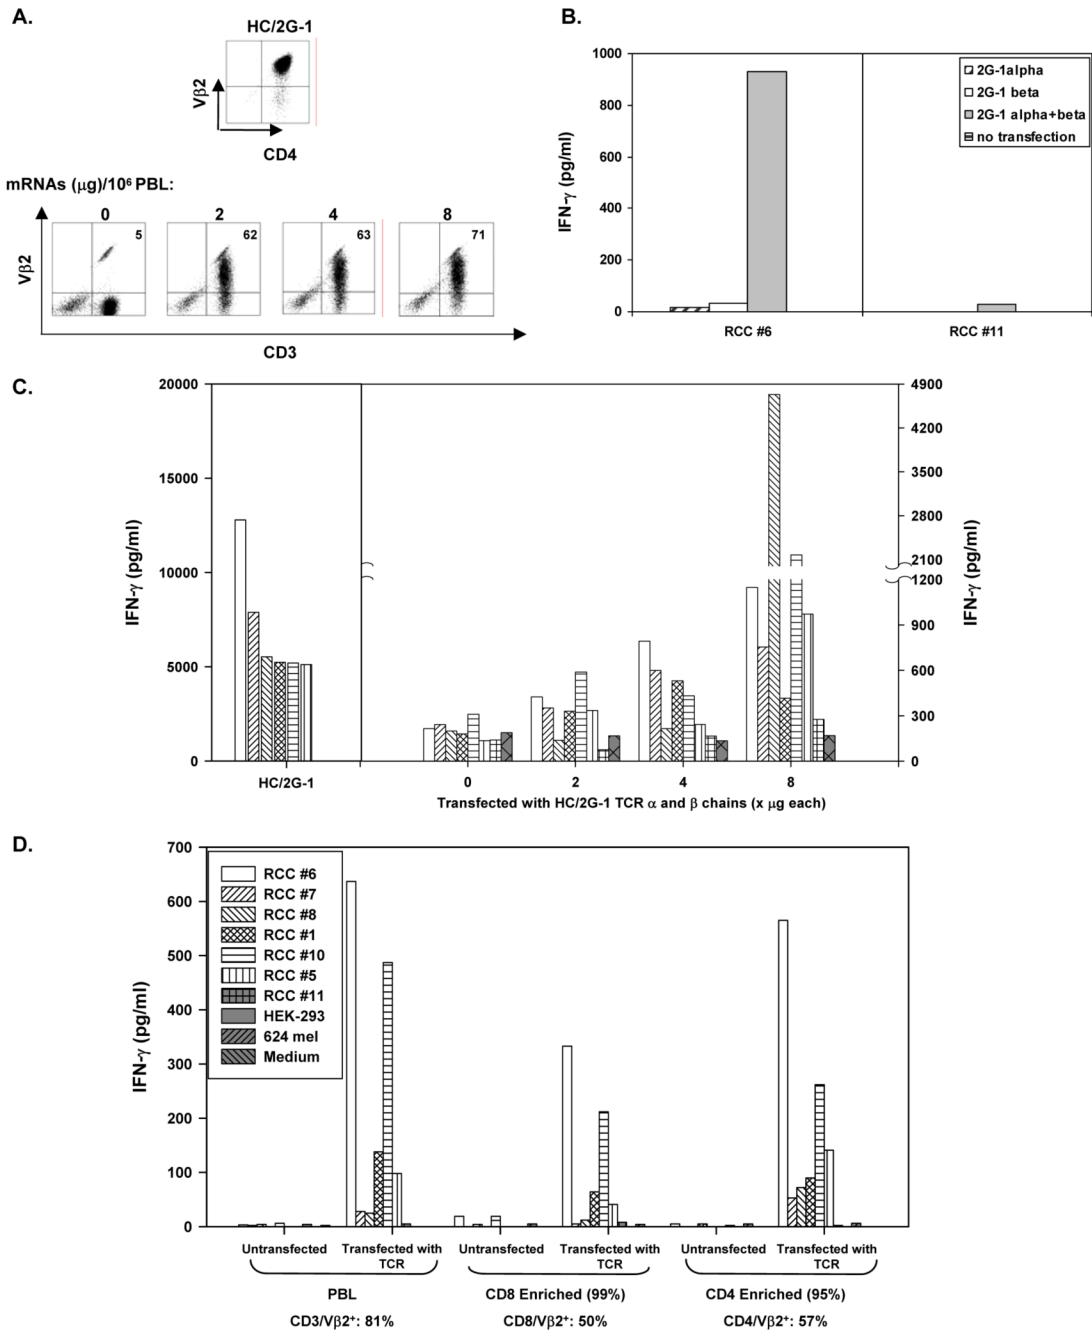 A.
HC/2G-1
Vβ2
CD4
mRNAs (μg)/10⁶ PBL:
0 2 4 8
5 62 63 71
Vβ2
CD3
B.
1000
800
600
400
200
0
IFN-γ (pg/ml)
2G-1alpha
2G-1 beta
2G-1 alpha+beta
no transfection
RCC #6 RCC #11
C.
20000
15000
10000
5000
0
IFN-γ (pg/ml)
4900
4200
3500
2800
2100
1200
900
600
300
0
IFN-γ (pg/ml)
HC/2G-1 0 2 4 8
Transfected with HC/2G-1 TCR α and β chains (x μg each)
D.
700
600
500
400
300
200
100
0
IFN-γ (pg/ml)
RCC #6
RCC #7
RCC #8
RCC #1
RCC #10
RCC #5
RCC #11
HEK-293
624 mel
Medium
Untransfected Transfected with Untransfected Transfected with Untransfected Transfected with
TCR TCR TCR
PBL CD8 Enriched (99%) CD4 Enriched (95%)
CD3/Vβ2⁺: 81% CD8/Vβ2⁺: 50% CD4/Vβ2⁺: 57%